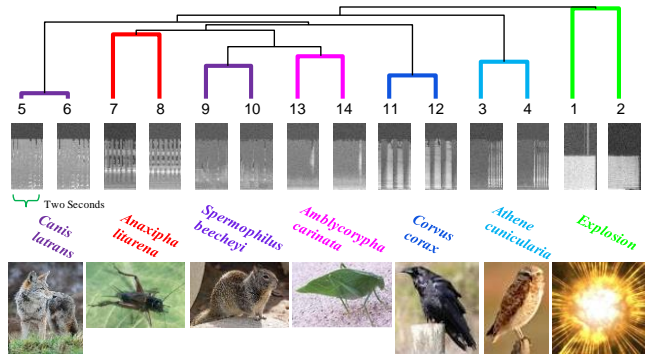 5 6 7 8 9 10 13 14 11 12 3 4 1 2
Two Seconds
Canis
latrans
Anaxipha
litarena
Spermophilus
beecheyi
Amblycorypha
carinata
Corvus
corax
Athene
cunicularia
Explosion